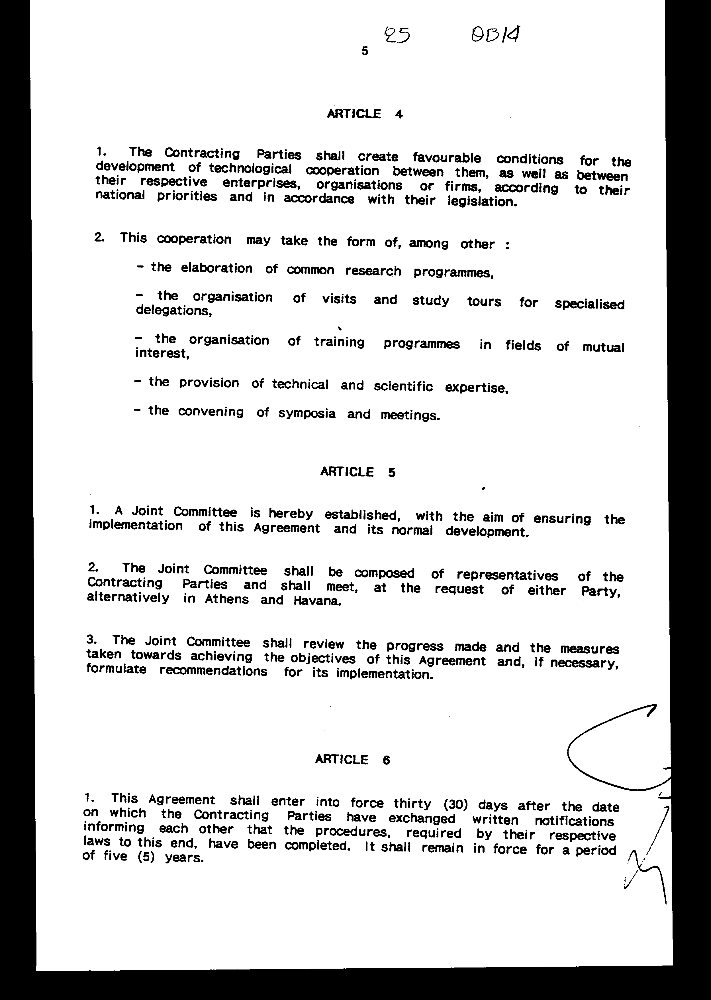 25 ΘΒ14
5
ARTICLE 4
1. The Contracting Parties shall create favourable conditions for the
development of technological cooperation between them, as well as between
their respective enterprises, organisations or firms, according to their
national priorities and in accordance with their legislation.
2. This cooperation may take the form of, among other :
- the elaboration of common research programmes,
- the organisation of visits and study tours for specialised
delegations,
- the organisation of training programmes in fields of mutual
interest,
- the provision of technical and scientific expertise,
- the convening of symposia and meetings.
ARTICLE 5
1. A Joint Committee is hereby established, with the aim of ensuring the
implementation of this Agreement and its normal development.
2. The Joint Committee shall be composed of representatives of the
Contracting Parties and shall meet, at the request of either Party,
alternatively in Athens and Havana.
3. The Joint Committee shall review the progress made and the measures
taken towards achieving the objectives of this Agreement and, if necessary,
formulate recommendations for its implementation.
ARTICLE 6
1. This Agreement shall enter into force thirty (30) days after the date
on which the Contracting Parties have exchanged written notifications
informing each other that the procedures, required by their respective
laws to this end, have been completed. It shall remain in force for a period
of five (5) years.